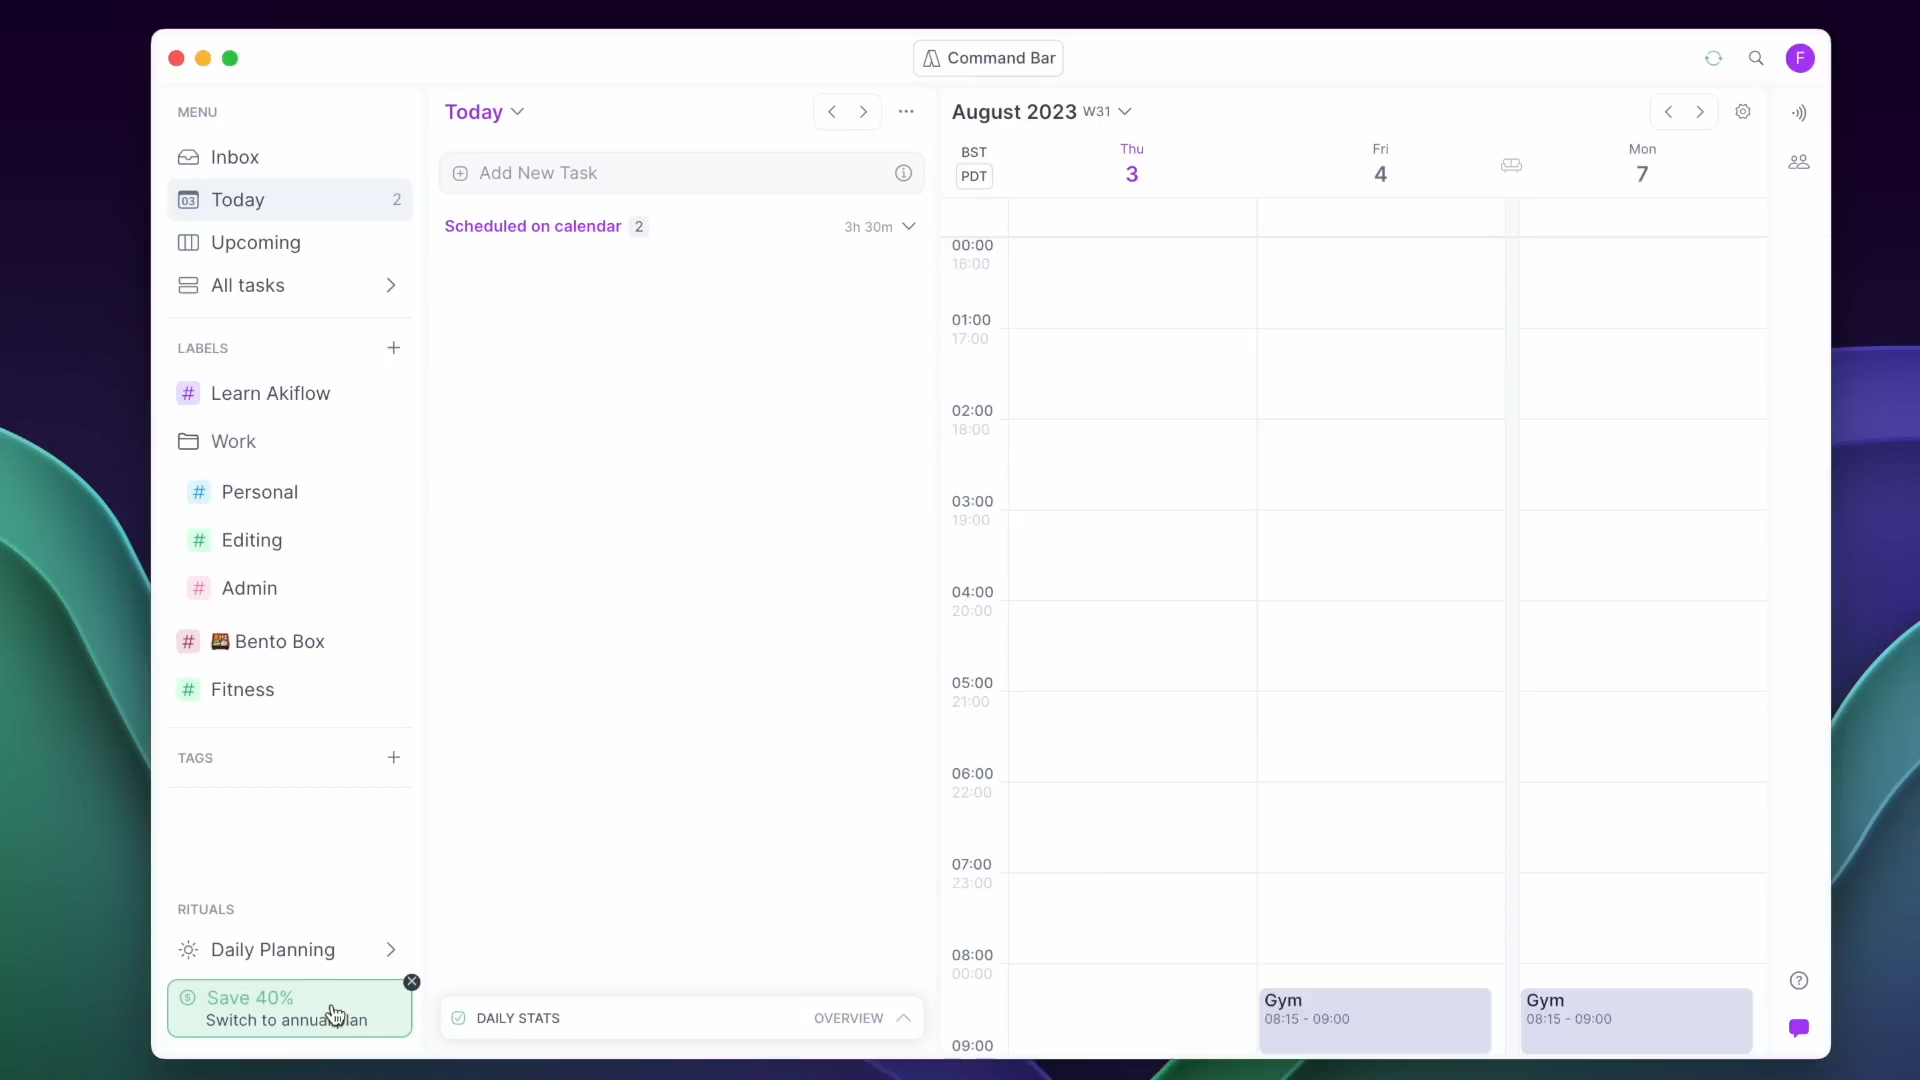 Command Bar
F
MENU
Inbox
03 Today 2
Upcoming
All tasks
LABELS
# Learn Akiflow
Work
# Personal
# Editing
# Admin
# Bento Box
# Fitness
TAGS
RITUALS
Daily Planning
Save 40%
Switch to annual plan
Today
Add New Task
Scheduled on calendar 2 3h 30m
DAILY STATS OVERVIEW
August 2023 W31
BST
PDT
Thu
3
Fri
4
Mon
7
00:00
16:00
01:00
17:00
02:00
18:00
03:00
19:00
04:00
20:00
05:00
21:00
06:00
22:00
07:00
23:00
08:00
00:00
09:00
Gym
08:15 - 09:00
Gym
08:15 - 09:00